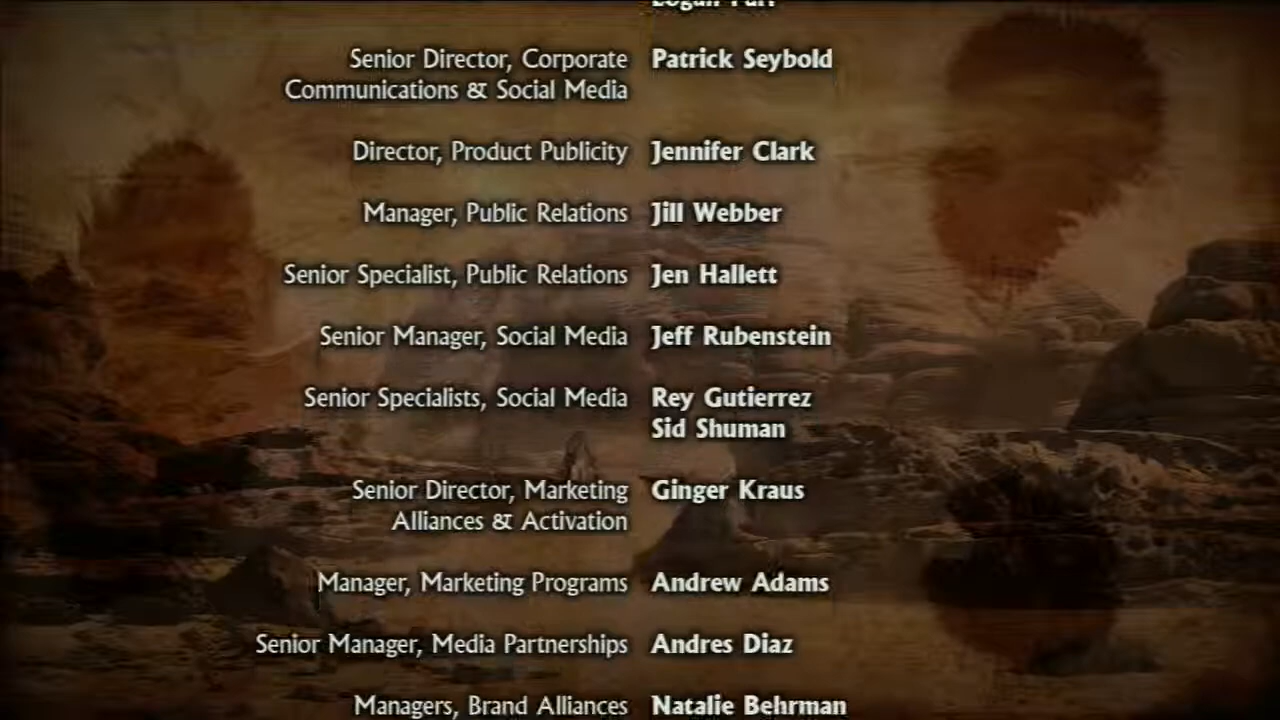 Senior Director, Corporate Patrick Seybold
Communications & Social Media
Director, Product Publicity Jennifer Clark
Manager, Public Relations Jill Webber
Senior Specialist, Public Relations Jen Hallett
Senior Manager, Social Media Jeff Rubenstein
Senior Specialists, Social Media Rey Gutierrez
Sid Shuman
Senior Director, Marketing Ginger Kraus
Alliances & Activation
Manager, Marketing Programs Andrew Adams
Senior Manager, Media Partnerships Andres Diaz
Managers, Brand Alliances Natalie Behrman